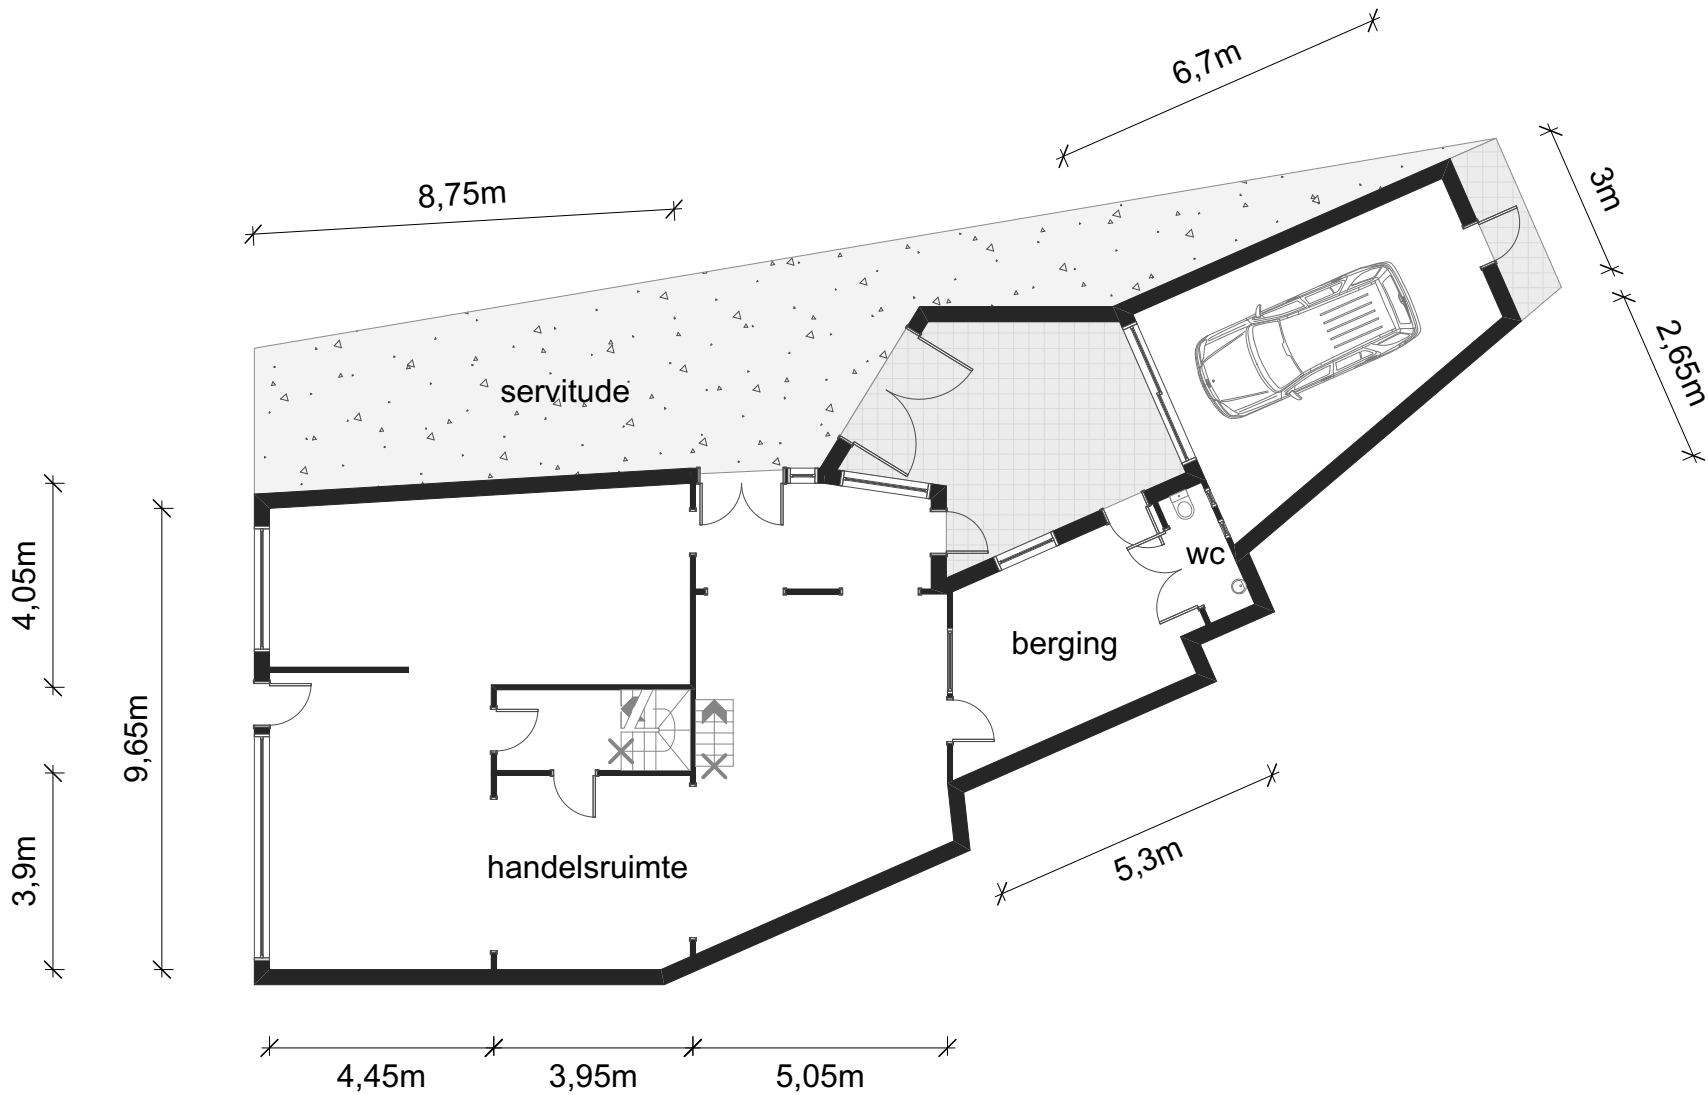 6,7m
8,75m
3m
2,65m
servitude
4,05m
wc
berging
9,65m
3,9m
handelsruimte
5,3m
4,45m
3,95m
5,05m